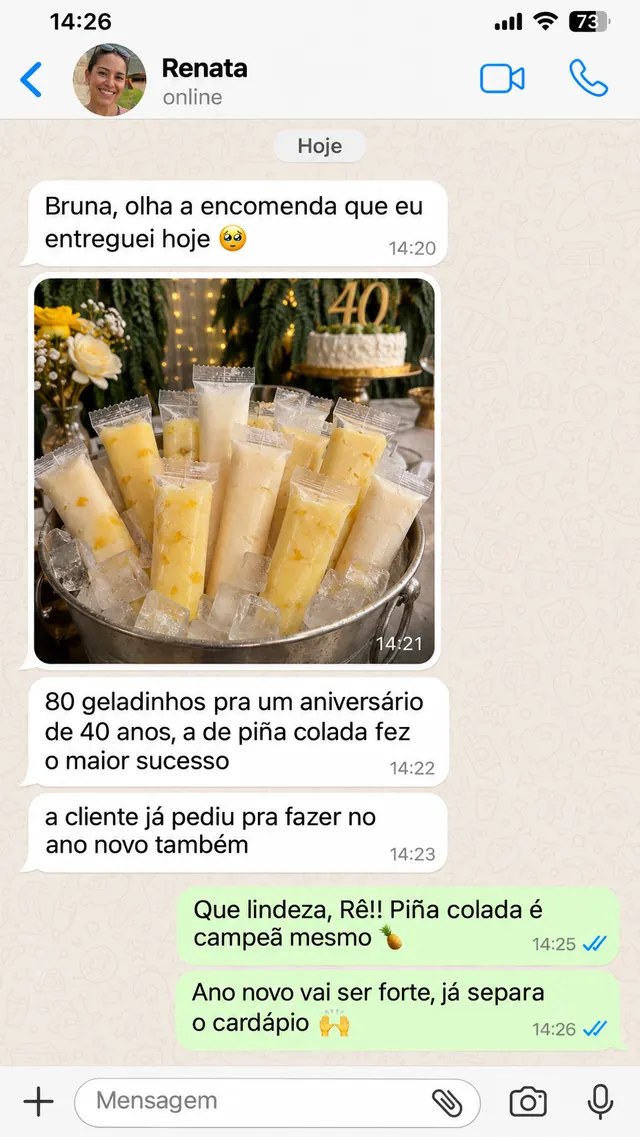 14:26
73
Renata
online
Hoje
Bruna, olha a encomenda que eu
entreguei hoje 🥺
14:20
40
14:21
80 geladinhos pra um aniversário
de 40 anos, a de piña colada fez
o maior sucesso
14:22
a cliente já pediu pra fazer no
ano novo também
14:23
Que lindeza, Rê!! Piña colada é
campeã mesmo 🍍
14:25
Ano novo vai ser forte, já separa
o cardápio 🙌
14:26
Mensagem